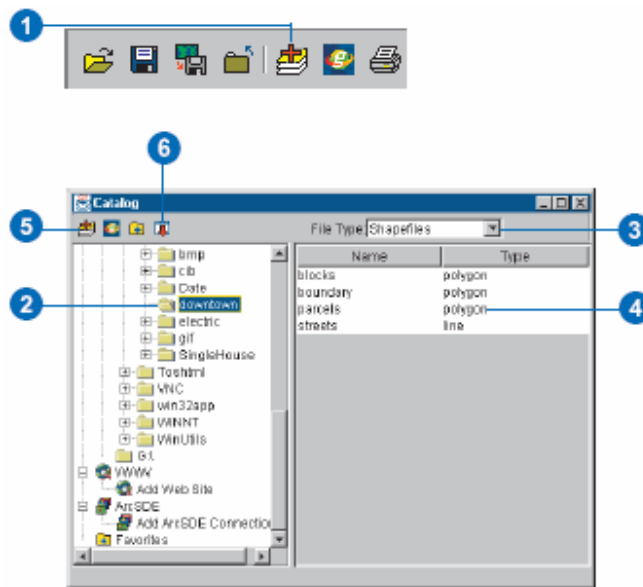 1
6
Catalog
5
File Type: Shapefiles
3
bmp
Name Type
cib
blocks polygon
Date
boundary polygon
2
downtown
parcels polygon
4
electric
streets line
gif
SingleHouse
Toshtml
VNC
win32app
WINNT
WinUtils
G:\
WWW
Add Web Site
ArcSDE
Add ArcSDE Connectio
Favorites